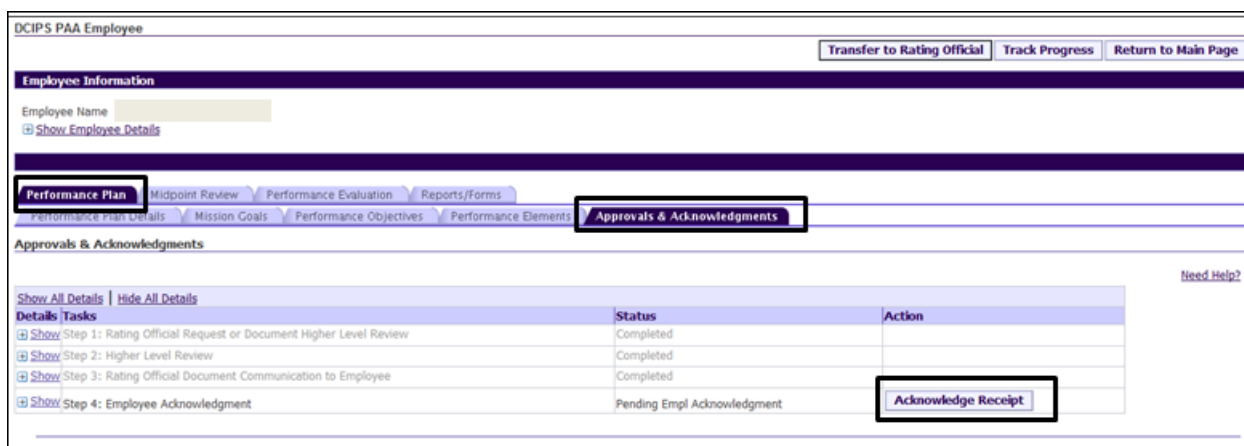 DCIPS PAA Employee
Transfer to Rating Official Track Progress Return to Main Page
Employee Information
Employee Name
Show Employee Details
Performance Plan Midpoint Review Performance Evaluation Reports/Forms
Performance Plan Details Mission Goals Performance Objectives Performance Elements Approvals & Acknowledgments
Approvals & Acknowledgments
Need Help?
Show All Details | Hide All Details
Details Tasks Status Action
Show Step 1: Rating Official Request or Document Higher Level Review Completed
Show Step 2: Higher Level Review Completed
Show Step 3: Rating Official Document Communication to Employee Completed
Show Step 4: Employee Acknowledgment Pending Empl Acknowledgment Acknowledge Receipt